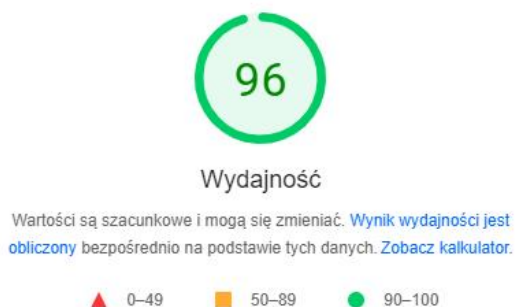 96
Wydajność
Wartości są szacunkowe i mogą się zmieniać. Wynik wydajności jest
obliczony bezpośrednio na podstawie tych danych. Zobacz kalkulator.
0–49 50–89 90–100